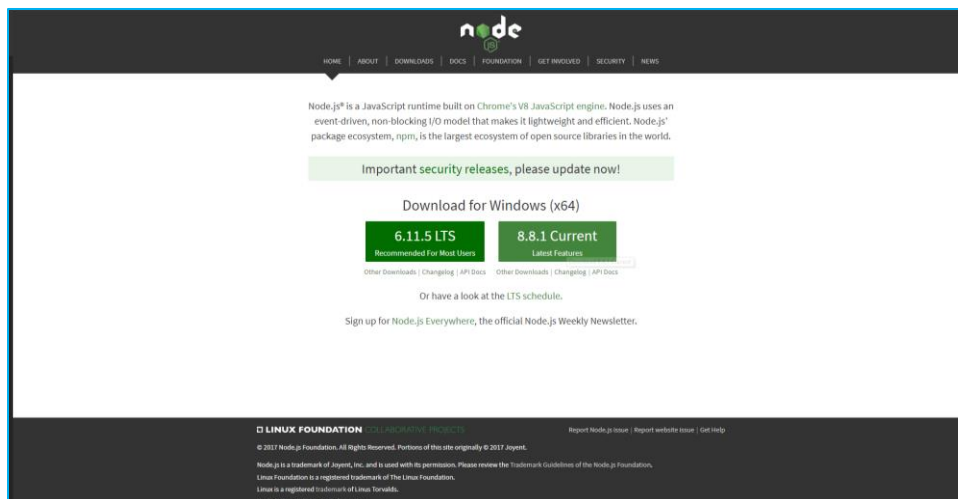 node
JS
HOME | ABOUT | DOWNLOADS | DOCS | FOUNDATION | GET INVOLVED | SECURITY | NEWS
Node.js® is a JavaScript runtime built on Chrome's V8 JavaScript engine. Node.js uses an
event-driven, non-blocking I/O model that makes it lightweight and efficient. Node.js'
package ecosystem, npm, is the largest ecosystem of open source libraries in the world.
Important security releases, please update now!
Download for Windows (x64)
6.11.5 LTS
Recommended For Most Users
8.8.1 Current
Latest Features
Other Downloads | Changelog | API Docs
Other Downloads | Changelog | API Docs
Or have a look at the LTS schedule.
Sign up for Node.js Everywhere, the official Node.js Weekly Newsletter.
LINUX FOUNDATION COLLABORATIVE PROJECTS
Report Node.js issue | Report website issue | Get Help
© 2017 Node.js Foundation. All Rights Reserved. Portions of this site originally © 2017 Joyent.
Node.js is a trademark of Joyent, Inc. and is used with its permission. Please review the Trademark Guidelines of the Node.js Foundation.
Linux Foundation is a registered trademark of The Linux Foundation.
Linux is a registered trademark of Linus Torvalds.